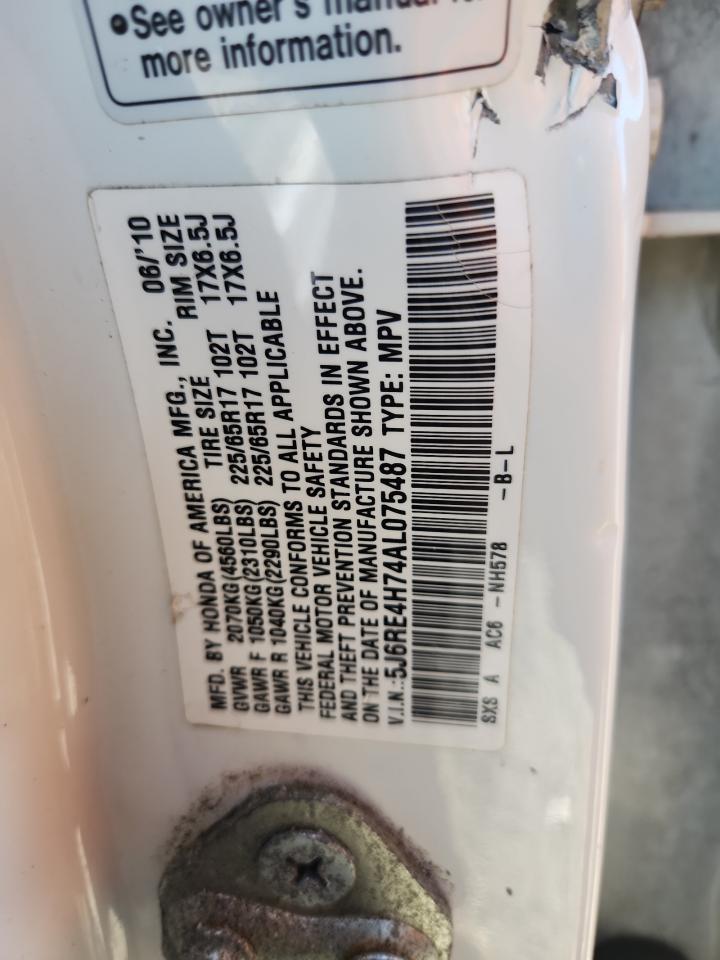 •See owner's manual for
more information.
MFD. BY HONDA OF AMERICA MFG., INC. 06/'10
GVWR 2070KG(4560LBS) TIRE SIZE RIM SIZE
GAWR F 1050KG(2310LBS) 225/65R17 102T 17X6.5J
GAWR R 1040KG(2290LBS) 225/65R17 102T 17X6.5J
THIS VEHICLE CONFORMS TO ALL APPLICABLE
FEDERAL MOTOR VEHICLE SAFETY
AND THEFT PREVENTION STANDARDS IN EFFECT
ON THE DATE OF MANUFACTURE SHOWN ABOVE.
V.I.N.:5J6RE4H74AL075487 TYPE: MPV
SXS A AC6 -NH578 -B-L